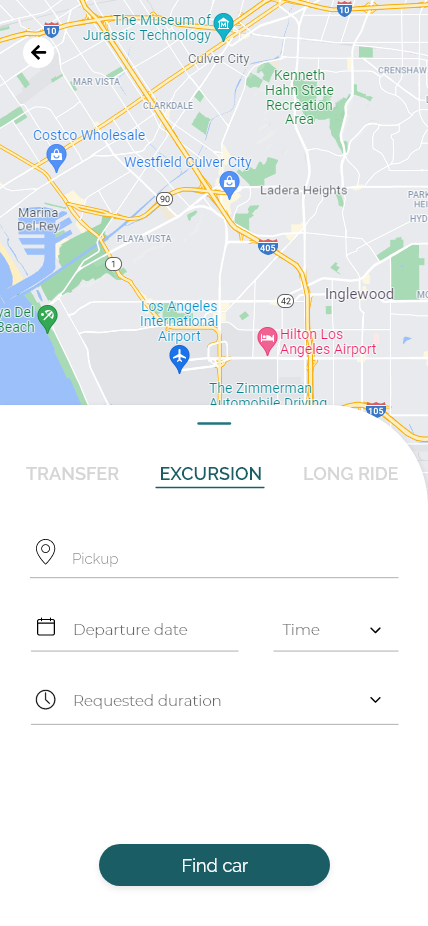 The Museum of
Jurassic Technology
10
10
Culver City
CRENSHAW
Kenneth
Hahn State
Recreation
Area
MAR VISTA
CLARKDALE
Costco Wholesale
Westfield Culver City
90
Ladera Heights
PARK
HYD
Marina
Del Rey
PLAYA VISTA
405
1
42
Inglewood
ya Del
Beach
Los Angeles
International
Airport
Hilton Los
Angeles Airport
The Zimmerman
Automobile Driving
105
TRANSFER
EXCURSION
LONG RIDE
Pickup
Departure date
Time
Requested duration
Find car